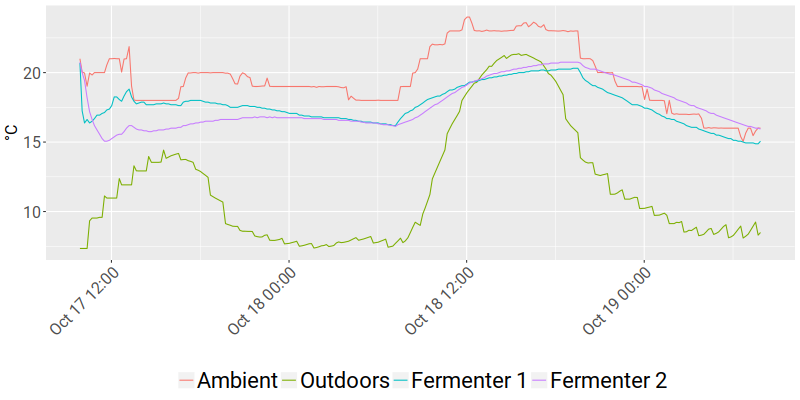 °C
20
15
10
Oct 17 12:00
Oct 18 00:00
Oct 18 12:00
Oct 19 00:00
Ambient Outdoors Fermenter 1 Fermenter 2